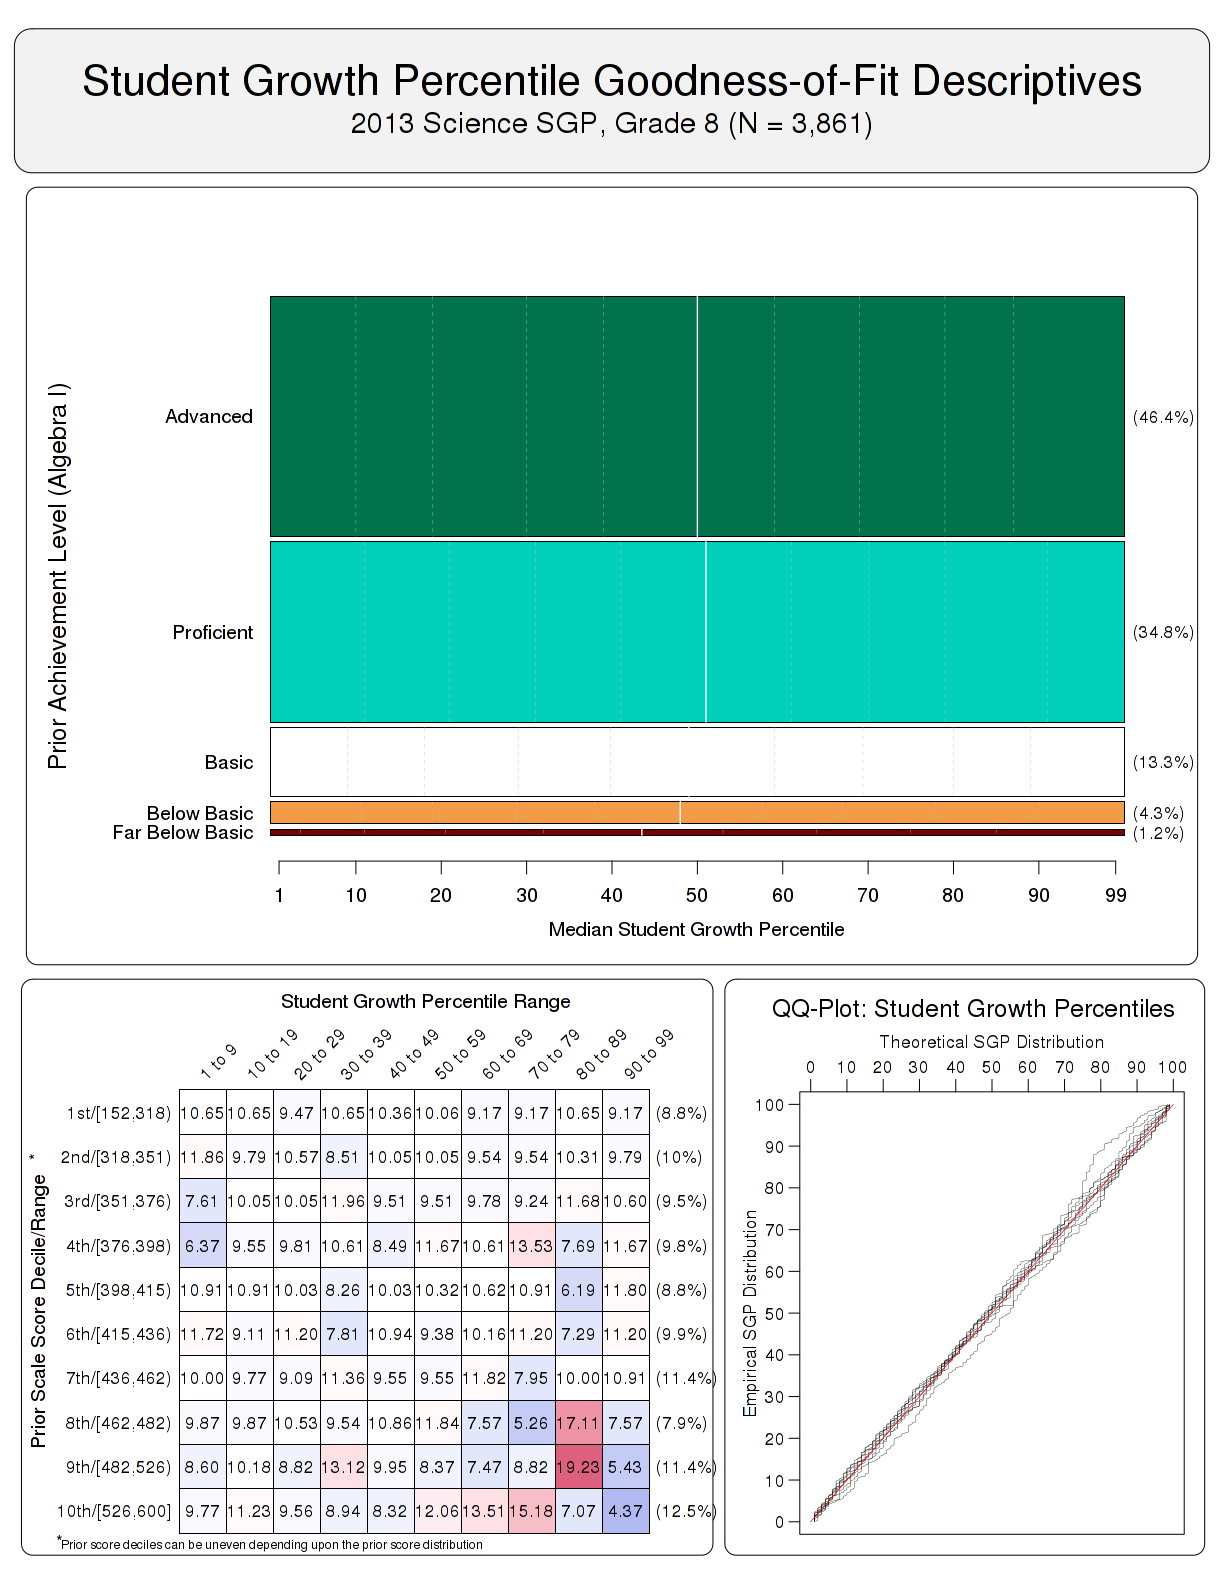 Student Growth Percentile Goodness-of-Fit Descriptives
2013 Science SGP, Grade 8 (N = 3,861)
Prior Achievement Level (Algebra I)
Advanced (46.4%)
Proficient (34.8%)
Basic (13.3%)
Below Basic (4.3%)
Far Below Basic (1.2%)
1 10 20 30 40 50 60 70 80 90 99
Median Student Growth Percentile
Student Growth Percentile Range
1 to 9 10 to 19 20 to 29 30 to 39 40 to 49 50 to 59 60 to 69 70 to 79 80 to 89 90 to 99
Prior Scale Score Decile/Range *
1st/[152,318) 10.65 10.65 9.47 10.65 10.36 10.06 9.17 9.17 10.65 9.17 (8.8%)
2nd/[318,351) 11.86 9.79 10.57 8.51 10.05 10.05 9.54 9.54 10.31 9.79 (10%)
3rd/[351,376) 7.61 10.05 10.05 11.96 9.51 9.51 9.78 9.24 11.68 10.60 (9.5%)
4th/[376,398) 6.37 9.55 9.81 10.61 8.49 11.67 10.61 13.53 7.69 11.67 (9.8%)
5th/[398,415) 10.91 10.91 10.03 8.26 10.03 10.32 10.62 10.91 6.19 11.80 (8.8%)
6th/[415,436) 11.72 9.11 11.20 7.81 10.94 9.38 10.16 11.20 7.29 11.20 (9.9%)
7th/[436,462) 10.00 9.77 9.09 11.36 9.55 9.55 11.82 7.95 10.00 10.91 (11.4%)
8th/[462,482) 9.87 9.87 10.53 9.54 10.86 11.84 7.57 5.26 17.11 7.57 (7.9%)
9th/[482,526) 8.60 10.18 8.82 13.12 9.95 8.37 7.47 8.82 19.23 5.43 (11.4%)
10th/[526,600] 9.77 11.23 9.56 8.94 8.32 12.06 13.51 15.18 7.07 4.37 (12.5%)
*Prior score deciles can be uneven depending upon the prior score distribution
QQ-Plot: Student Growth Percentiles
Theoretical SGP Distribution
0 10 20 30 40 50 60 70 80 90 100
Empirical SGP Distribution
100
90
80
70
60
50
40
30
20
10
0